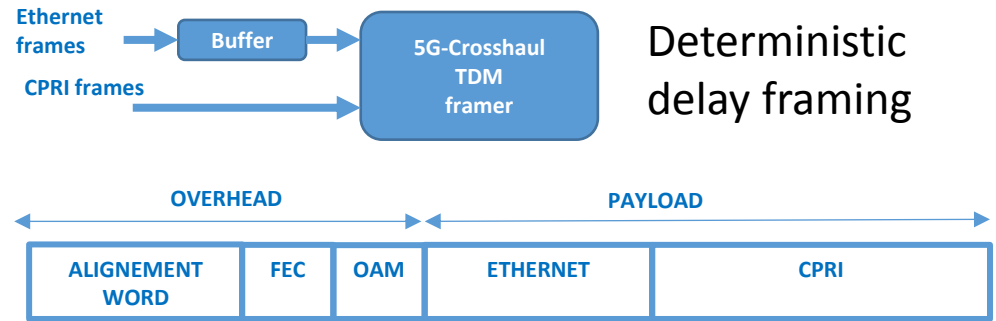 Ethernet
frames
Buffer
CPRI frames
5G-Crosshaul
TDM
framer
Deterministic
delay framing
OVERHEAD
PAYLOAD
ALIGNEMENT
WORD
FEC
OAM
ETHERNET
CPRI